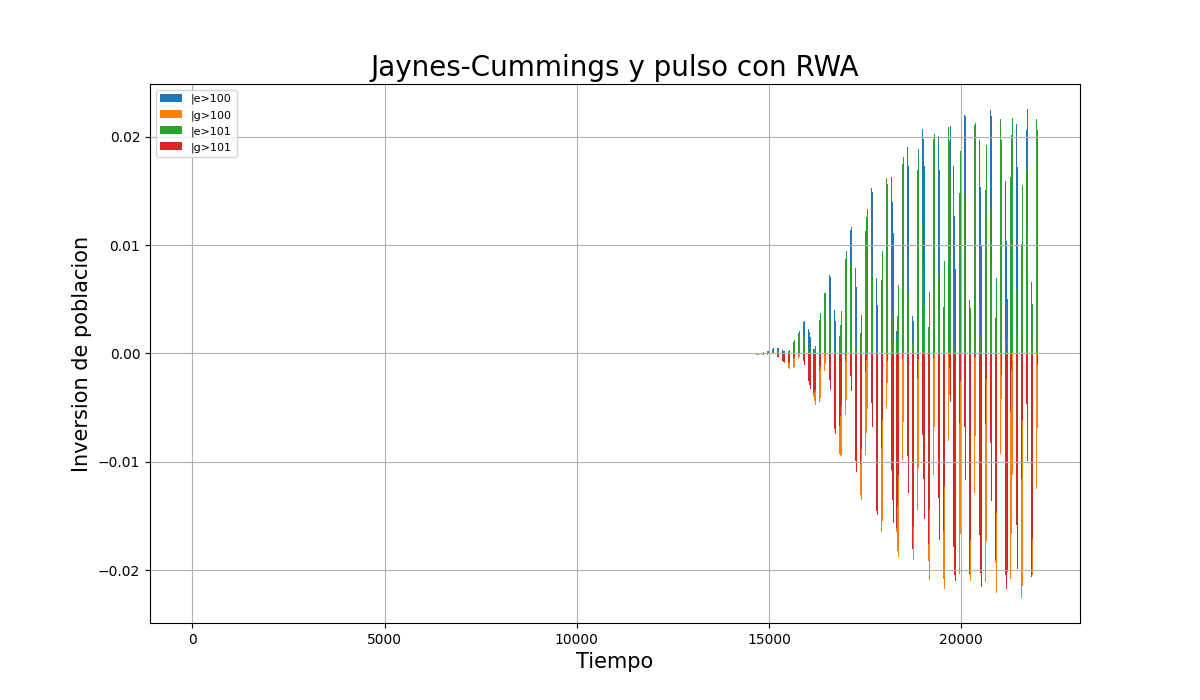 Jaynes-Cummings y pulso con RWA
|e>100
|g>100
|e>101
|g>101
Inversion de poblacion
0.02
0.01
0.00
−0.01
−0.02
0
5000
10000
15000
20000
Tiempo